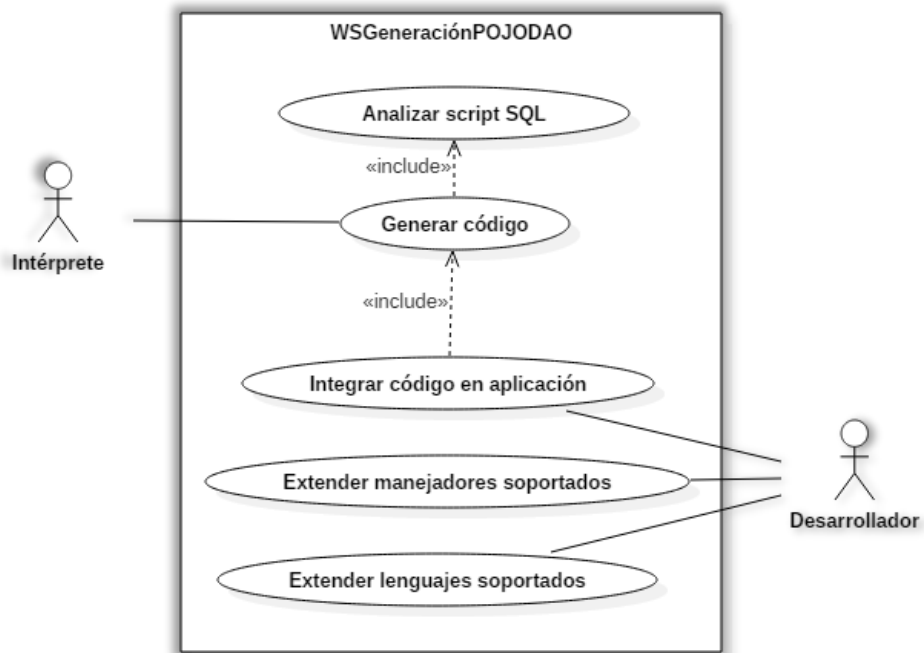 WSGeneraciónPOJODAO
Analizar script SQL
«include»
Generar código
Intérprete
«include»
Integrar código en aplicación
Extender manejadores soportados
Desarrollador
Extender lenguajes soportados